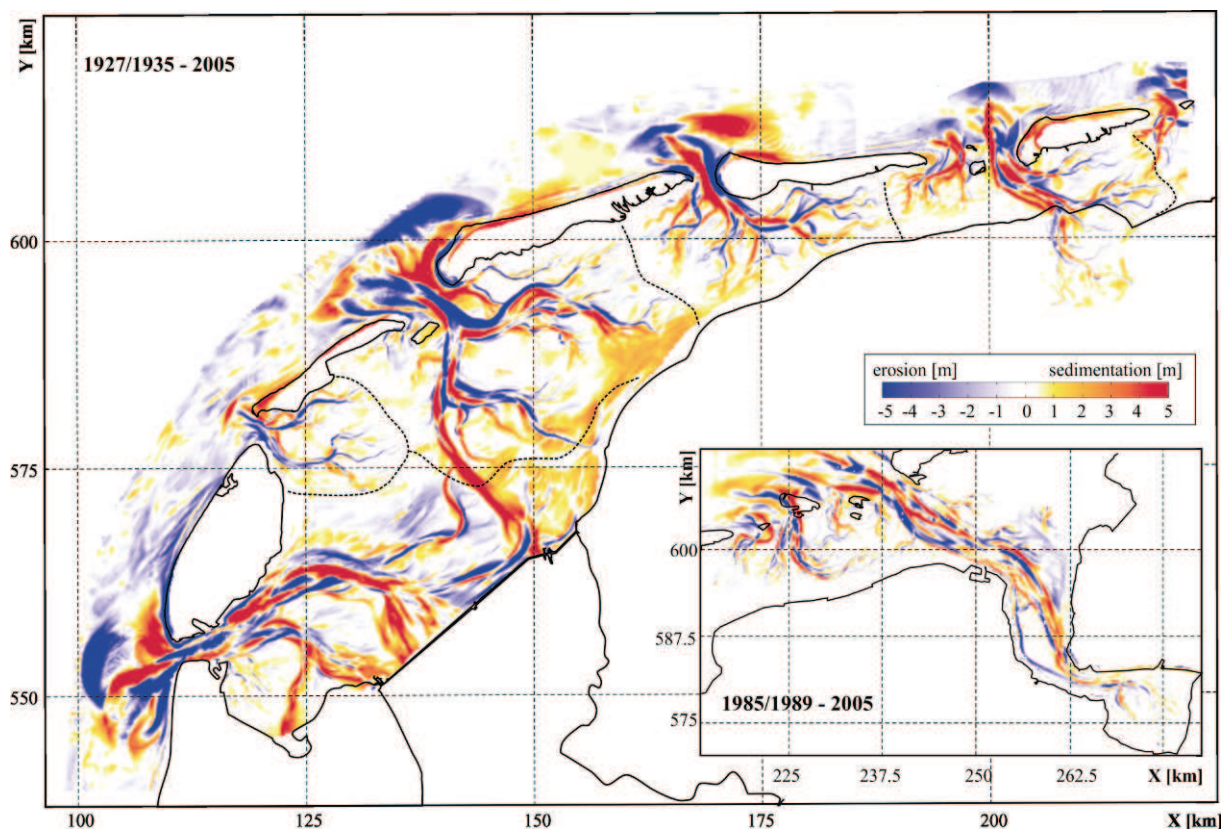 Y [km]
1927/1935 - 2005
600
575
550
erosion [m] sedimentation [m]
-5 -4 -3 -2 -1 0 1 2 3 4 5
Y [km]
600
587.5
575
1985/1989 - 2005
225 237.5 250 262.5 X [km]
100 125 150 175 200 X [km]